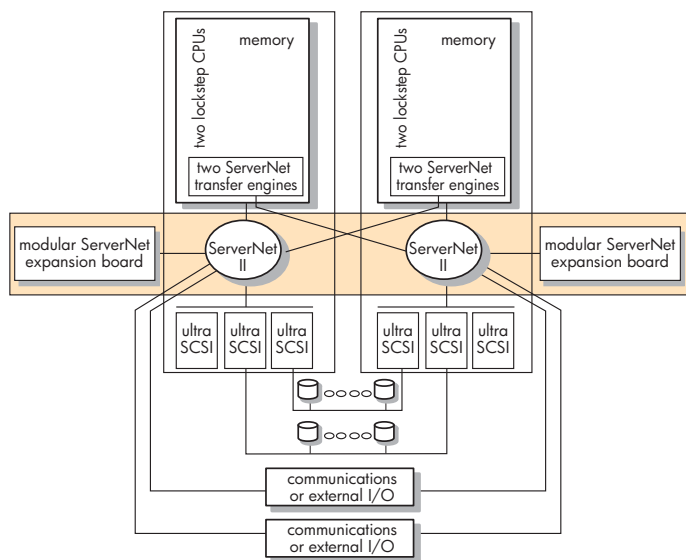 two lockstep CPUs
memory
two ServerNet
transfer engines
two lockstep CPUs
memory
two ServerNet
transfer engines
modular ServerNet
expansion board
ServerNet
II
ServerNet
II
modular ServerNet
expansion board
ultra
SCSI
ultra
SCSI
ultra
SCSI
ultra
SCSI
ultra
SCSI
ultra
SCSI
communications
or external I/O
communications
or external I/O